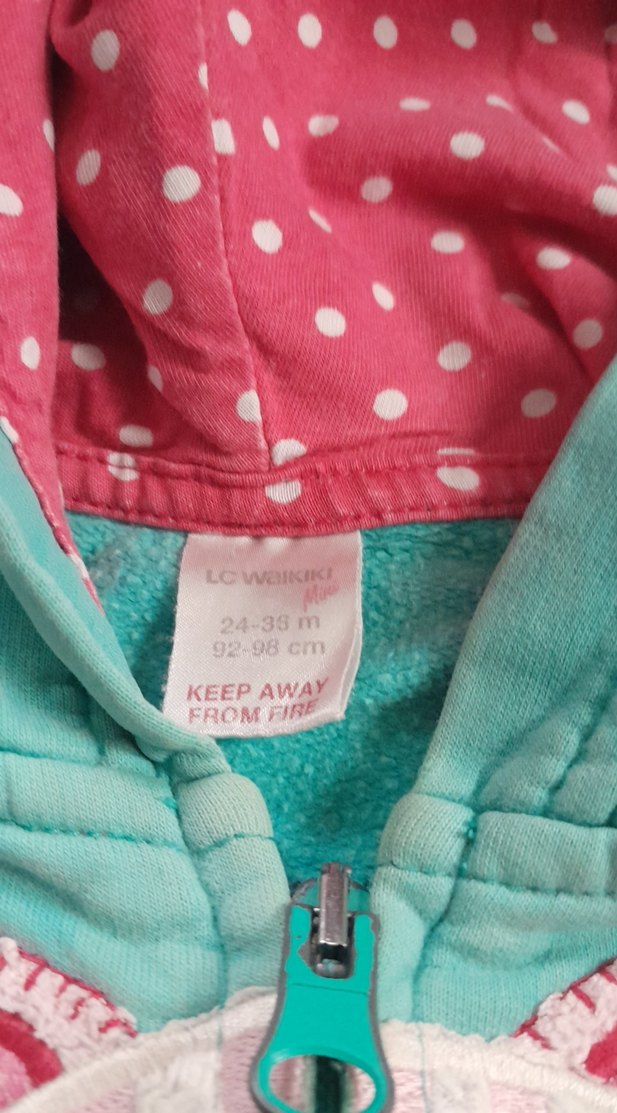 LC WAIKIKI
Mini
24-36 m
92-98 cm
KEEP AWAY
FROM FIRE